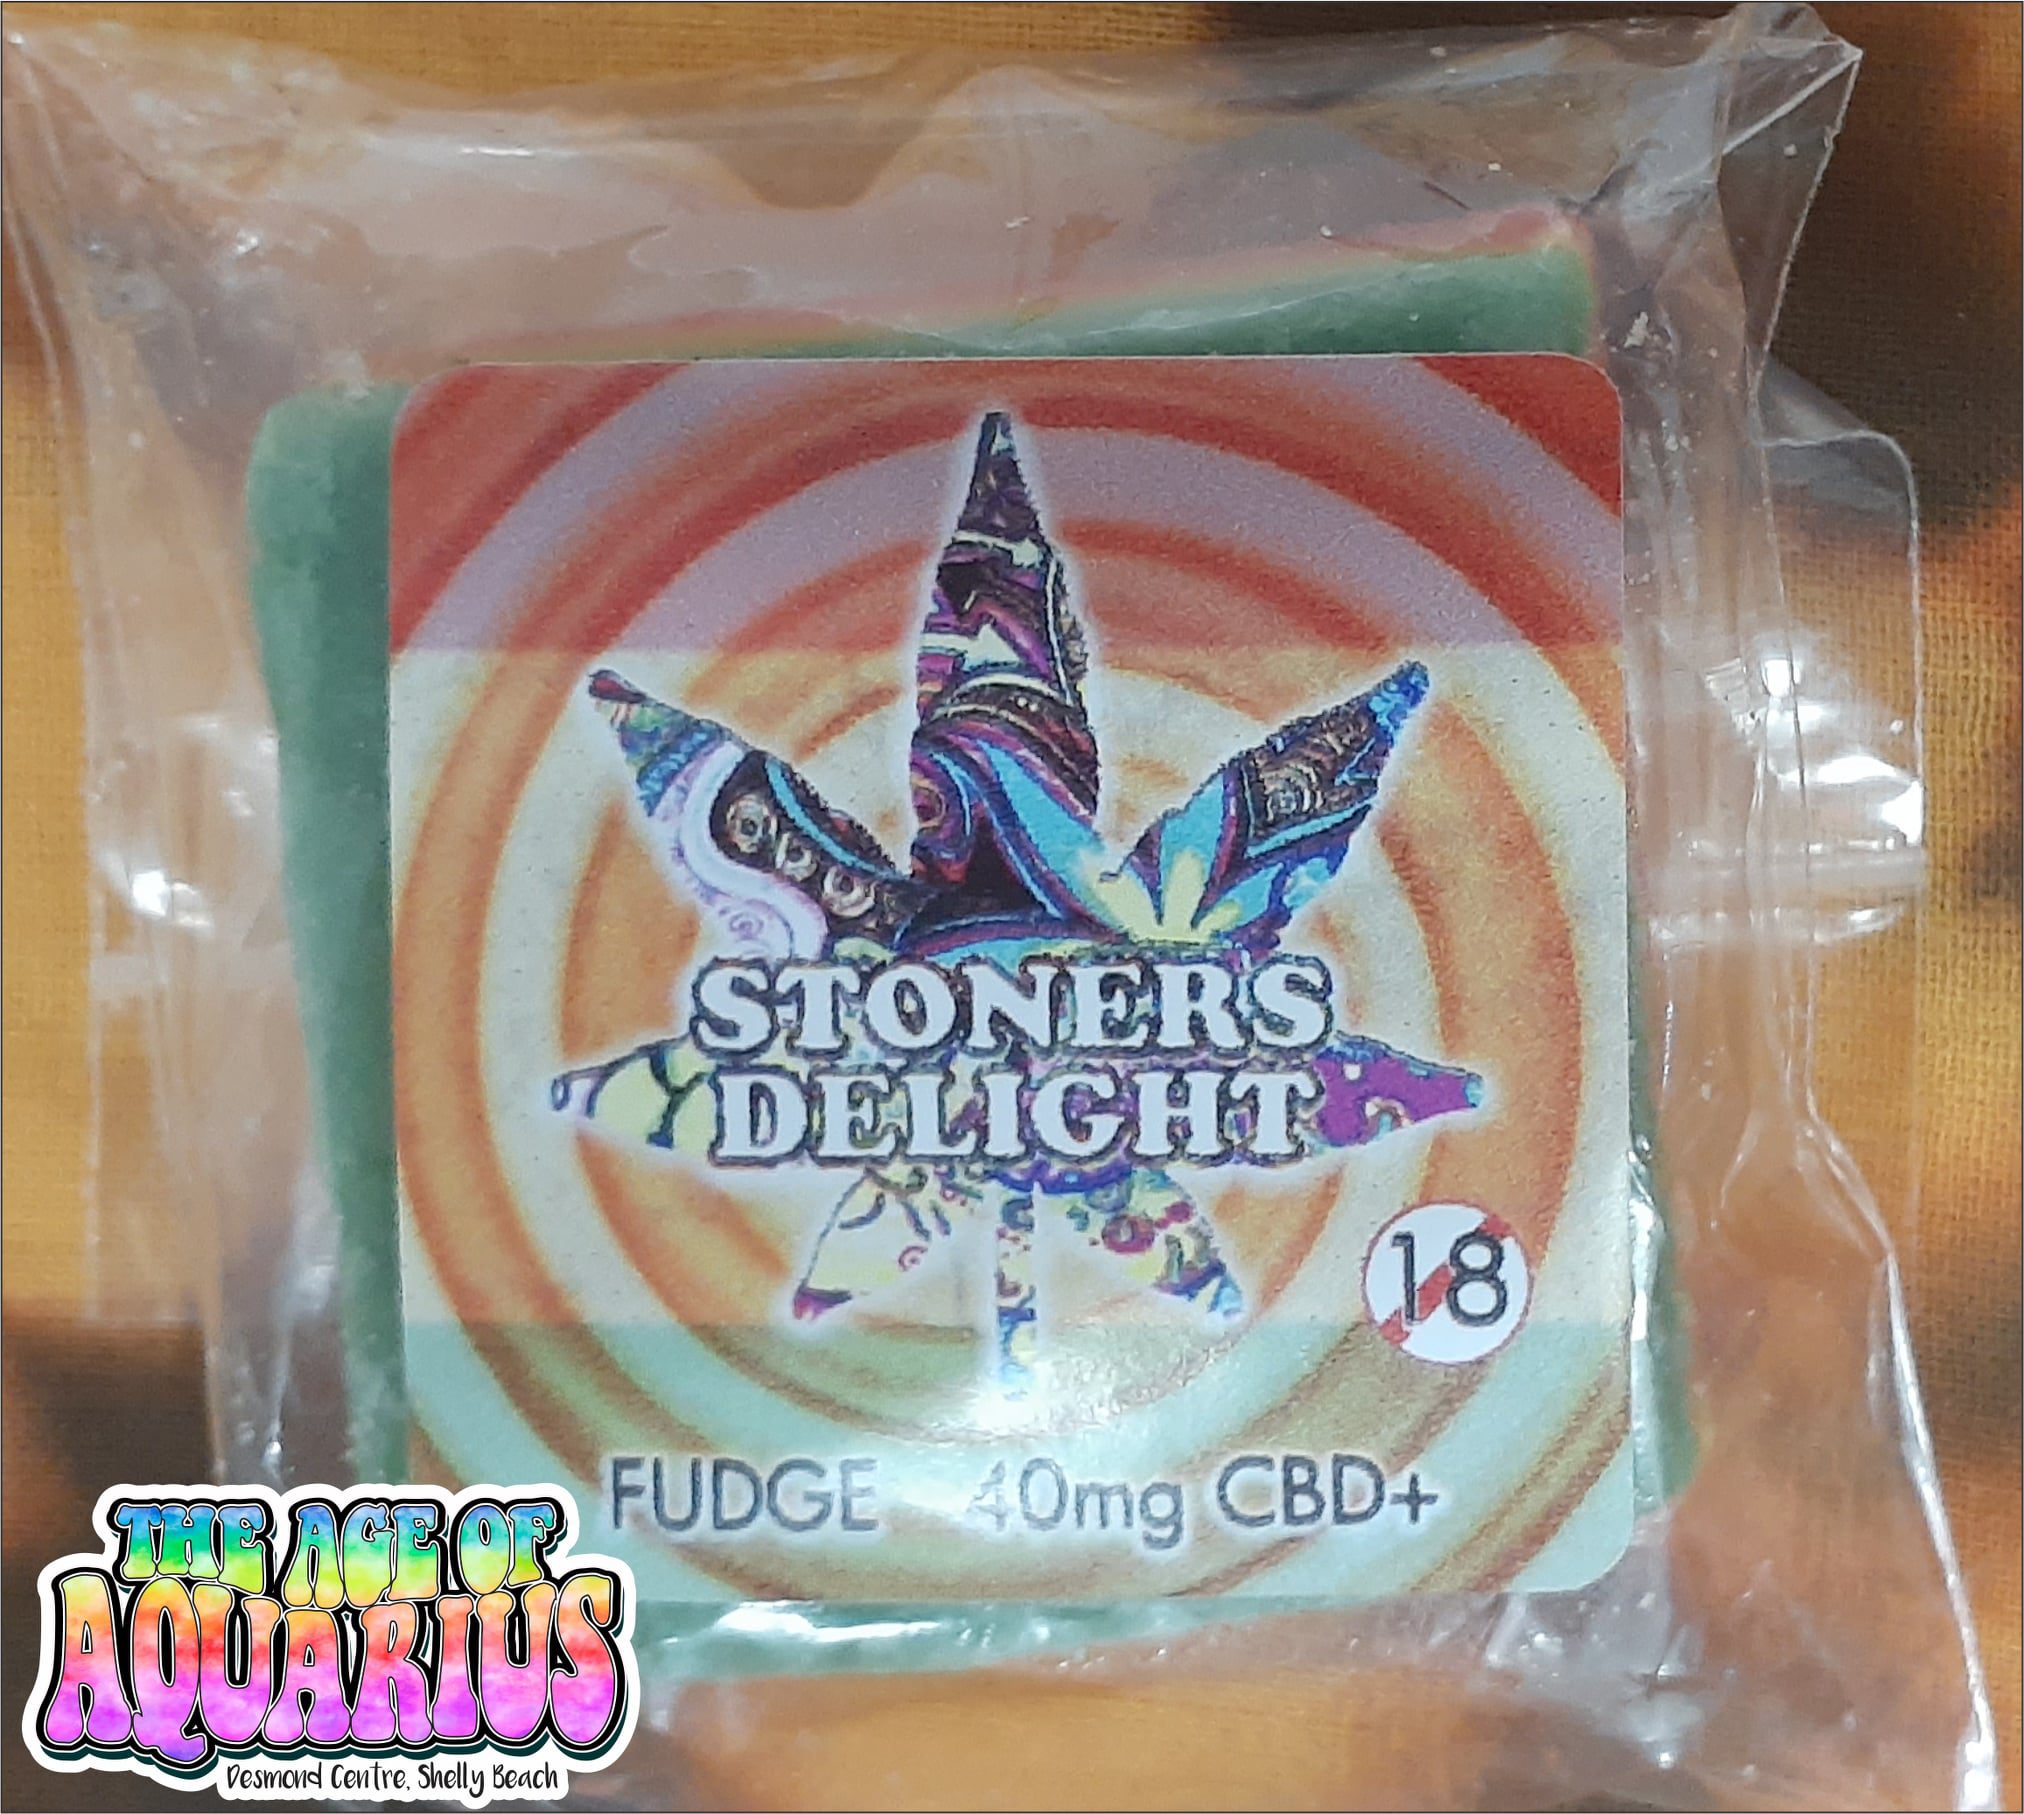 STONERS
DELIGHT
18
FUDGE 40mg CBD+
THE AGE OF
AQUARIUS
Desmond Centre, Shelly Beach